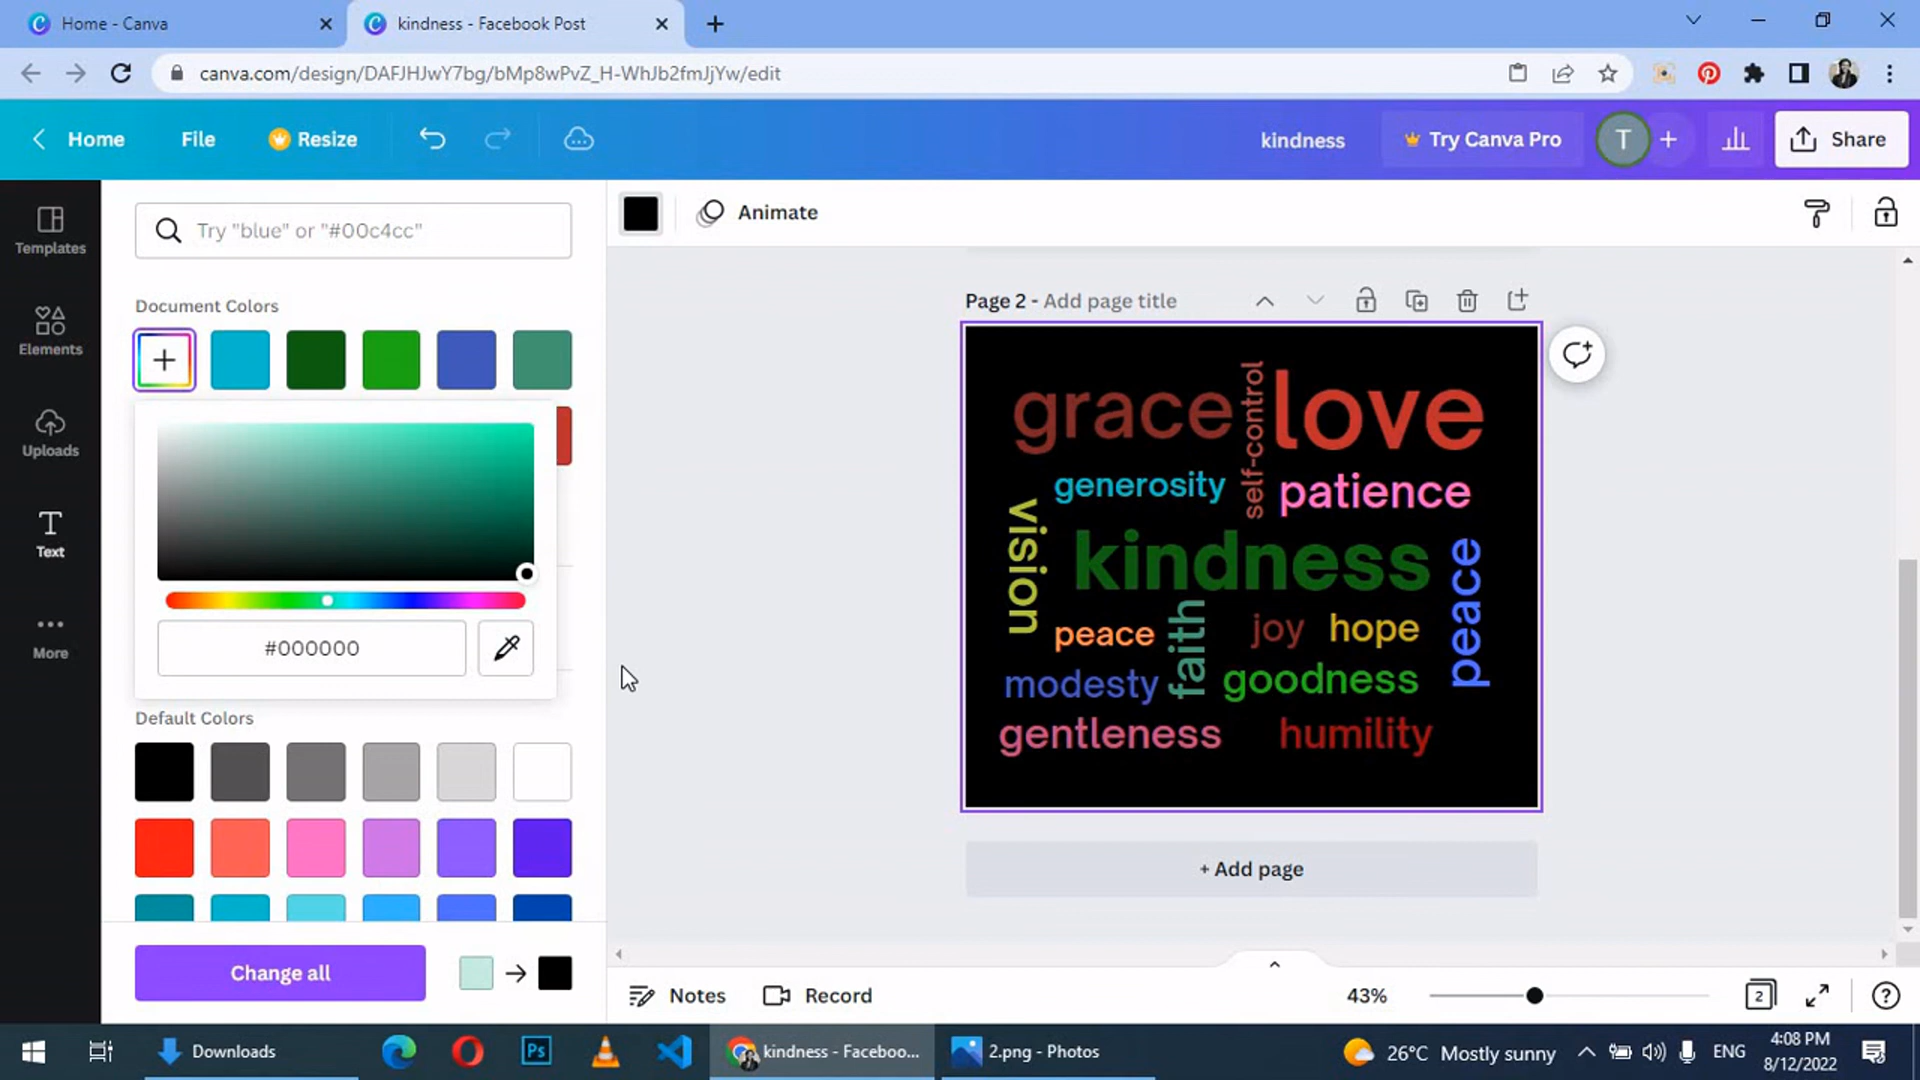 Home - Canva
kindness - Facebook Post
canva.com/design/DAFJHJwY7bg/bMp8wPvZ_H-WhJb2fmJjYw/edit
Home
File
Resize
kindness
Try Canva Pro
T
Share
Templates
Elements
Uploads
Text
More
Try "blue" or "#00c4cc"
Document Colors
#000000
Default Colors
Change all
Animate
Page 2 - Add page title
grace
self-control
love
generosity
patience
vision
kindness
peace
peace
faith
joy
hope
modesty
goodness
gentleness
humility
+ Add page
Notes
Record
43%
2
Downloads
Ps
kindness - Faceboo...
2.png - Photos
26°C Mostly sunny
ENG
4:08 PM
8/12/2022